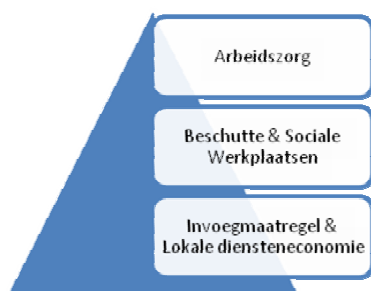 Arbeidszorg
Beschutte & Sociale
Werkplaatsen
Invoegmaatregel &
Lokale diensteneconomie